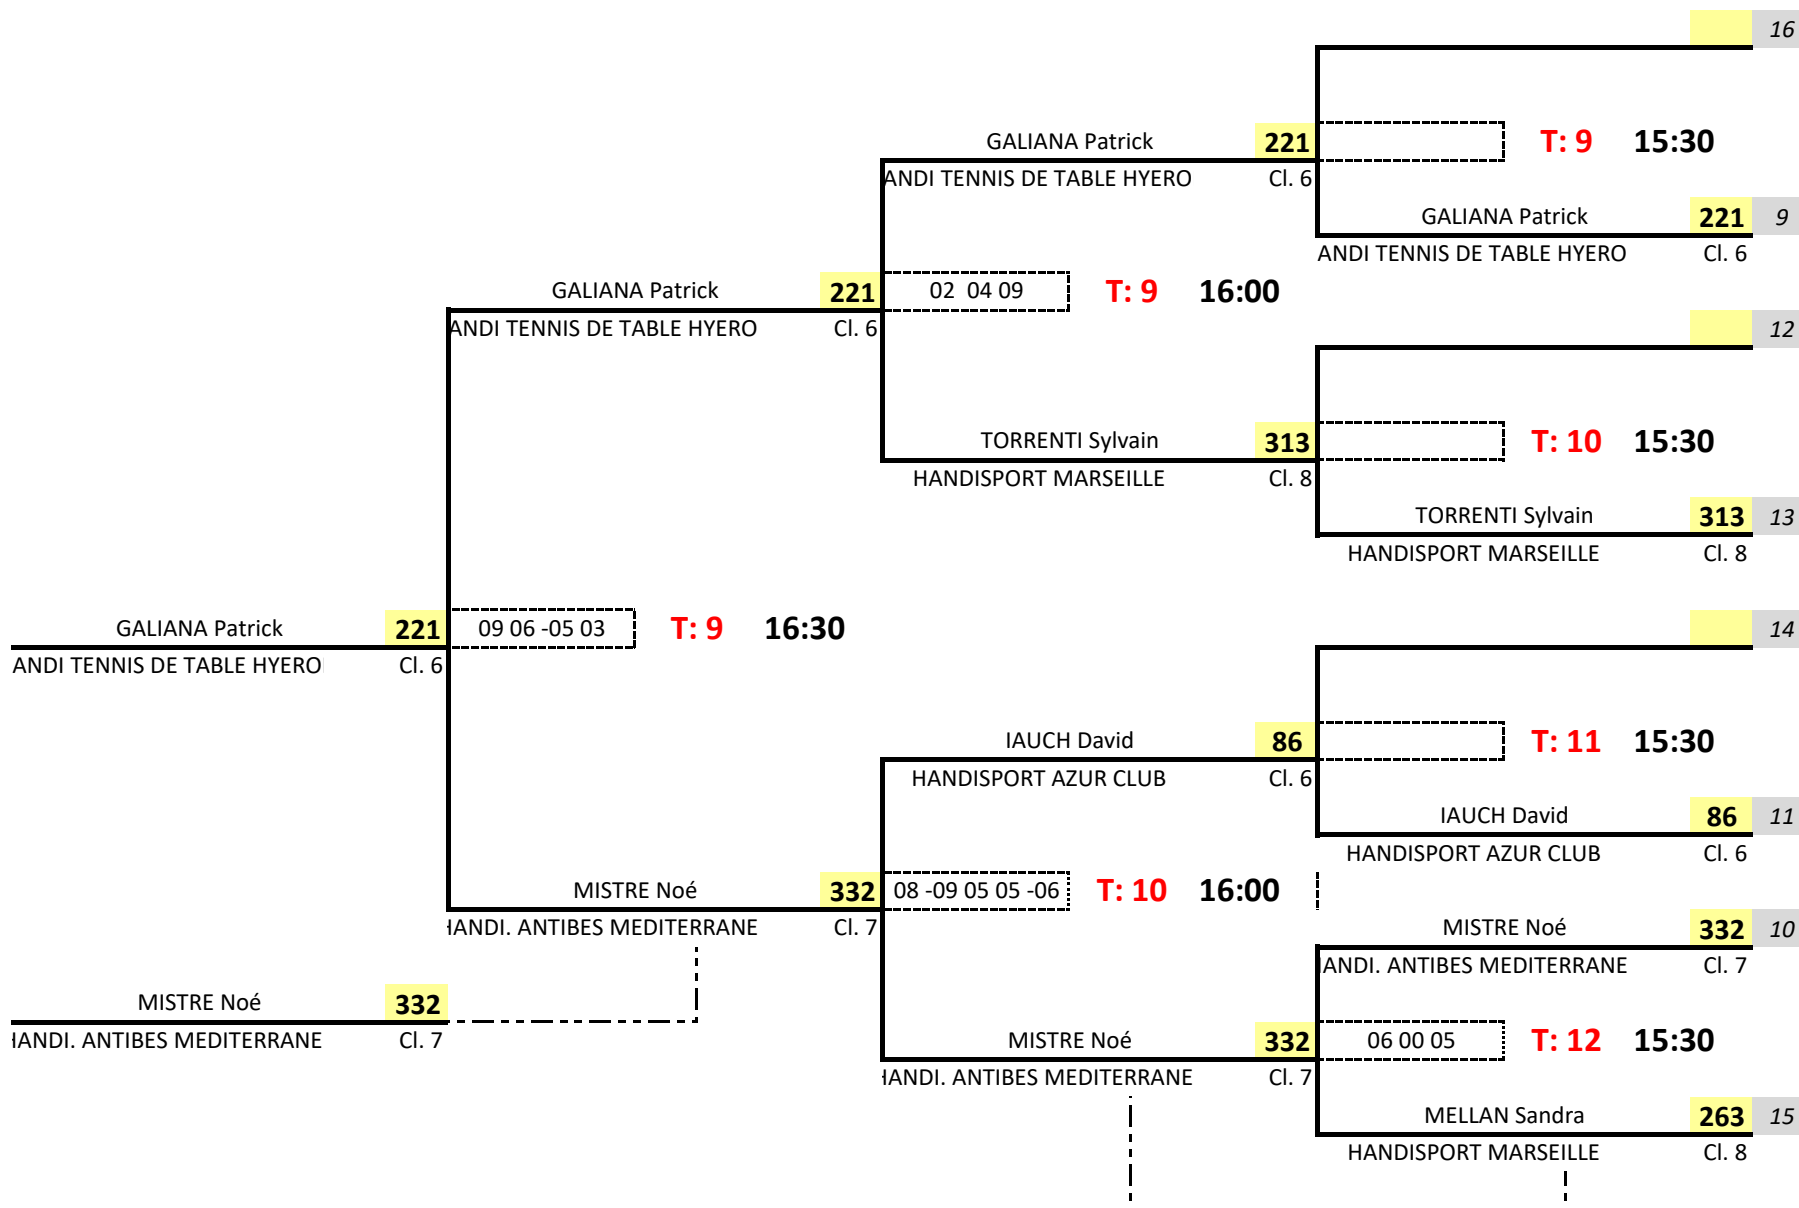 16
GALIANA Patrick 221 T: 9 15:30
ANDI TENNIS DE TABLE HYERO Cl. 6
GALIANA Patrick 221 9
ANDI TENNIS DE TABLE HYERO Cl. 6
GALIANA Patrick 221 02 04 09 T: 9 16:00
ANDI TENNIS DE TABLE HYERO Cl. 6 12
TORRENTI Sylvain 313 T: 10 15:30
HANDISPORT MARSEILLE Cl. 8
TORRENTI Sylvain 313 13
HANDISPORT MARSEILLE Cl. 8
GALIANA Patrick 221 09 06 -05 03 T: 9 16:30 14
ANDI TENNIS DE TABLE HYERO Cl. 6
IAUCH David 86 T: 11 15:30
HANDISPORT AZUR CLUB Cl. 6
IAUCH David 86 11
HANDISPORT AZUR CLUB Cl. 6
MISTRE Noé 332 08 -09 05 05 -06 T: 10 16:00
HANDI. ANTIBES MEDITERRANE Cl. 7 MISTRE Noé 332 10
HANDI. ANTIBES MEDITERRANE Cl. 7
MISTRE Noé 332
HANDI. ANTIBES MEDITERRANE Cl. 7 MISTRE Noé 332 06 00 05 T: 12 15:30
HANDI. ANTIBES MEDITERRANE Cl. 7
MELLAN Sandra 263 15
HANDISPORT MARSEILLE Cl. 8